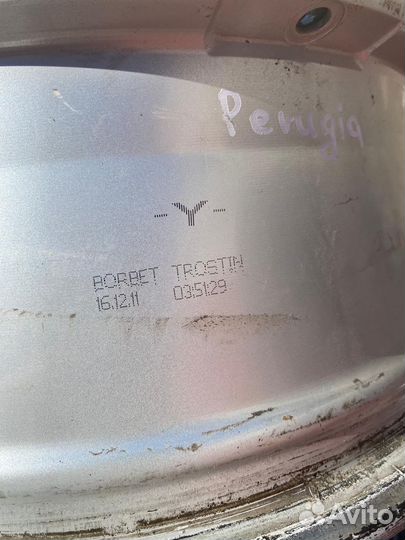 Perugia
-Y-
BORBET TROSTIN
16.12.11 03:51:29
Avito